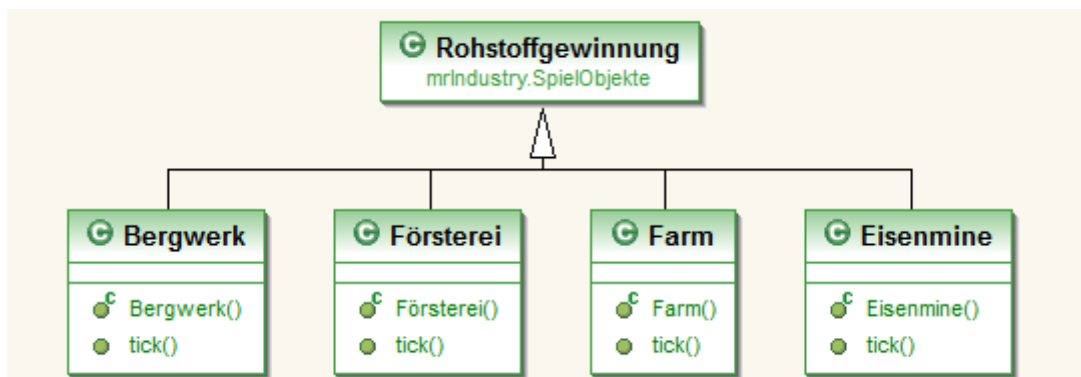 C Rohstoffgewinnung
mrIndustry.SpielObjekte
C Bergwerk
C Bergwerk()
tick()
C Försterei
C Försterei()
tick()
C Farm
C Farm()
tick()
C Eisenmine
C Eisenmine()
tick()